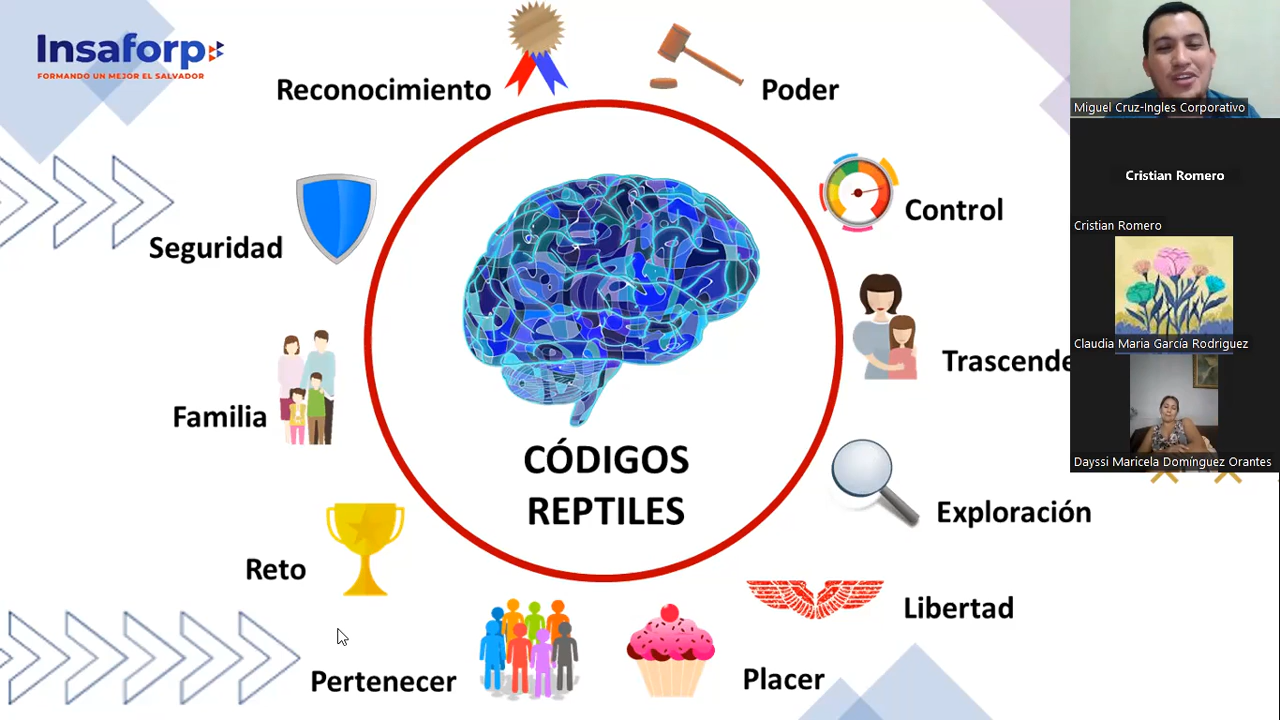 Insaforp
FORMANDO UN MEJOR EL SALVADOR
Reconocimiento
Poder
Seguridad
Control
Familia
Trascende
CÓDIGOS
REPTILES
Reto
Exploración
Libertad
Pertenecer
Placer
Miguel Cruz-Ingles Corporativo
Cristian Romero
Cristian Romero
Claudia Maria García Rodriguez
Dayssi Maricela Domínguez Orantes